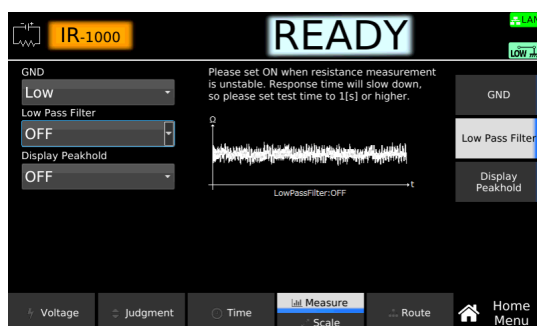 IR-1000
READY
LAN
LOW
GND
Low
Low Pass Filter
OFF
Display Peakhold
OFF
Please set ON when resistance measurement
is unstable. Response time will
slow down,
so please set test time to 1[s] or higher.
Ω
t
LowPassFilter:OFF
GND
Low Pass Filter
Display
Peakhold
Voltage
Judgment
Time
Measure
Scale
Route
Home
Menu